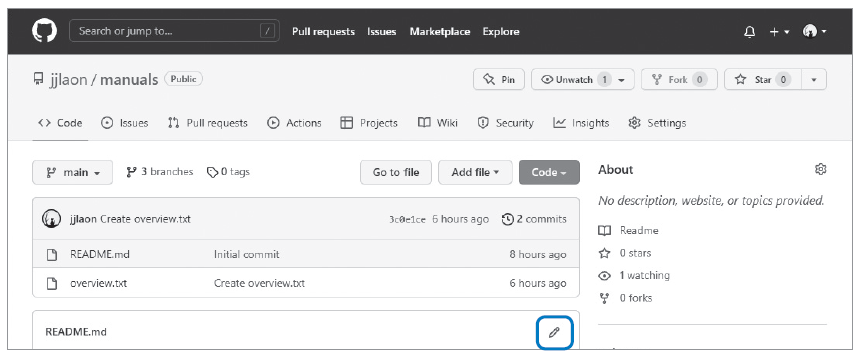 Search or jump to... / Pull requests Issues Marketplace Explore
jjlaon / manuals Public Pin Unwatch 1 Fork 0 Star 0
<> Code Issues Pull requests Actions Projects Wiki Security Insights Settings
main 3 branches 0 tags Go to file Add file Code About
No description, website, or topics provided.
jjlaon Create overview.txt 3c0e1ce 6 hours ago 2 commits
Readme
README.md Initial commit 8 hours ago
0 stars
1 watching
overview.txt Create overview.txt 6 hours ago
0 forks
README.md